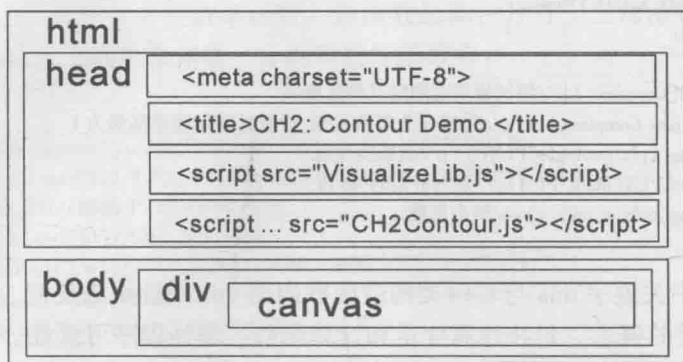 html
head
<meta charset="UTF-8">
<title>CH2: Contour Demo </title>
<script src="VisualizeLib.js"></script>
<script ... src="CH2Contour.js"></script>
body
div
canvas